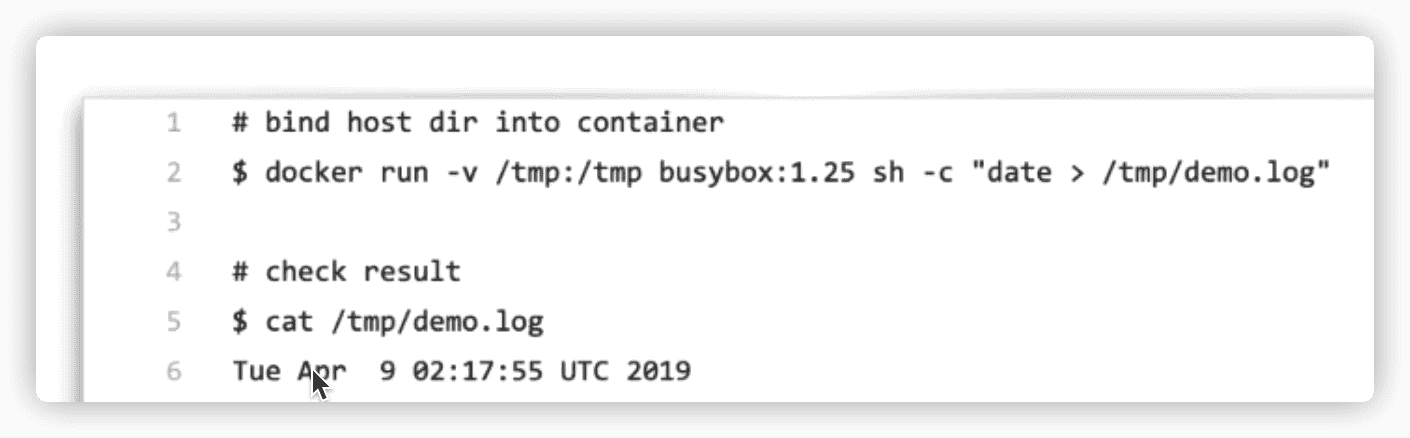 1 # bind host dir into container
2 $ docker run -v /tmp:/tmp busybox:1.25 sh -c "date > /tmp/demo.log"
3
4 # check result
5 $ cat /tmp/demo.log
6 Tue Apr  9 02:17:55 UTC 2019